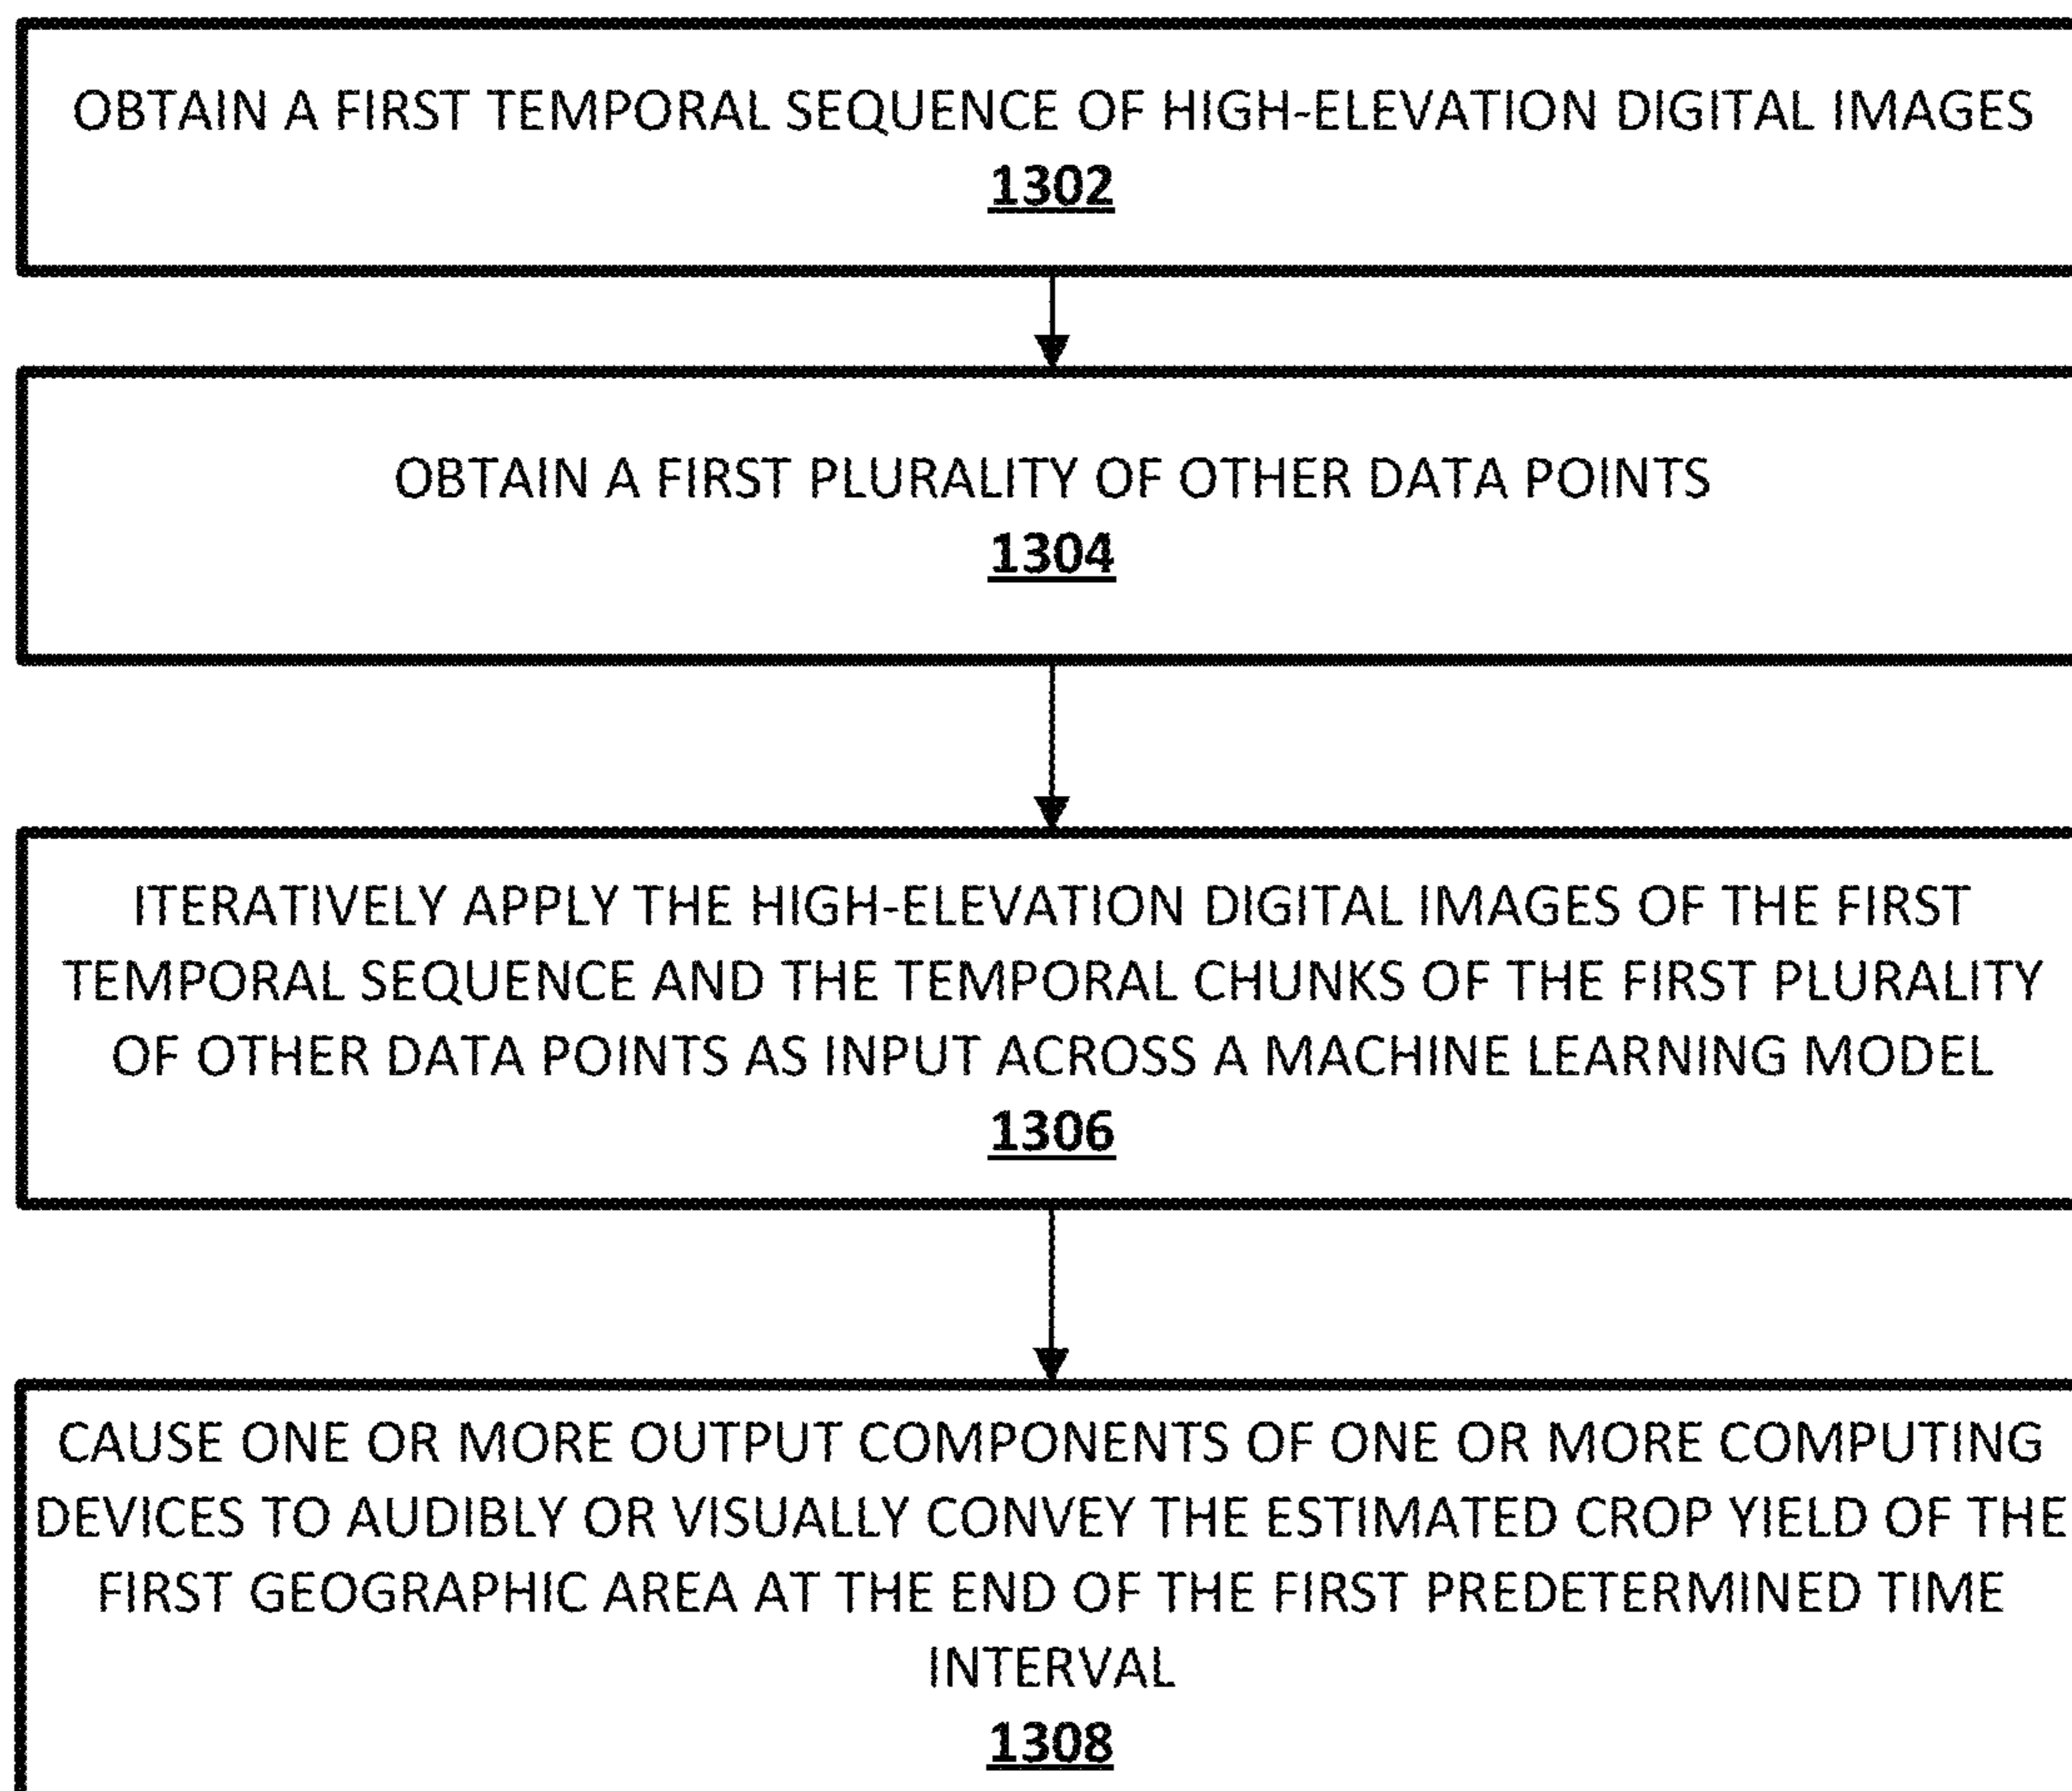 OBTAIN A FIRST TEMPORAL SEQUENCE OF HIGH-ELEVATION DIGITAL IMAGES
1302
OBTAIN A FIRST PLURALITY OF OTHER DATA POINTS
1304
ITERATIVELY APPLY THE HIGH-ELEVATION DIGITAL IMAGES OF THE FIRST
TEMPORAL SEQUENCE AND THE TEMPORAL CHUNKS OF THE FIRST PLURALITY
OF OTHER DATA POINTS AS INPUT ACROSS A MACHINE LEARNING MODEL
1306
CAUSE ONE OR MORE OUTPUT COMPONENTS OF ONE OR MORE COMPUTING
DEVICES TO AUDIBLY OR VISUALLY CONVEY THE ESTIMATED CROP YIELD OF THE
FIRST GEOGRAPHIC AREA AT THE END OF THE FIRST PREDETERMINED TIME
INTERVAL
1308